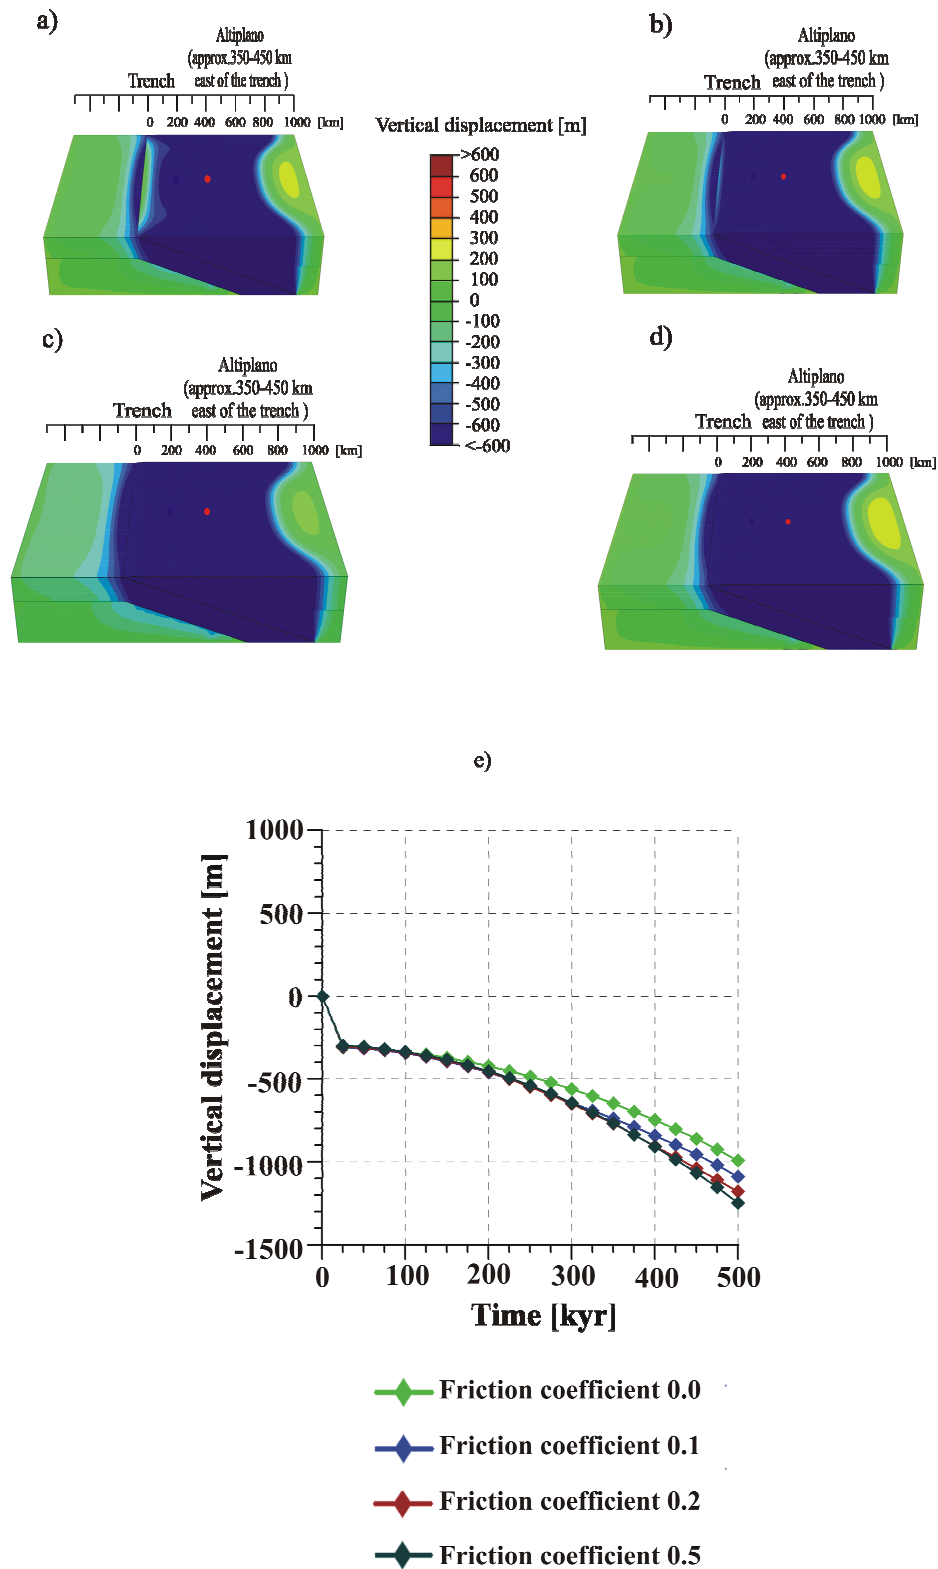 a)
Altiplano
(approx.350-450 km
Trench east of the trench )
0 200 400 600 800 1000 [km]
b)
Altiplano
(approx.350-450 km
Trench east of the trench )
0 200 400 600 800 1000 [km]
Vertical displacement [m]
>600
600
500
400
300
200
100
0
-100
-200
-300
-400
-500
-600
<-600
c)
Altiplano
(approx.350-450 km
Trench east of the trench )
0 200 400 600 800 1000 [km]
d)
Altiplano
(approx.350-450 km
Trench east of the trench )
0 200 400 600 800 1000 [km]
e)
Vertical displacement [m]
1000
500
0
-500
-1000
-1500
0 100 200 300 400 500
Time [kyr]
Friction coefficient 0.0
Friction coefficient 0.1
Friction coefficient 0.2
Friction coefficient 0.5